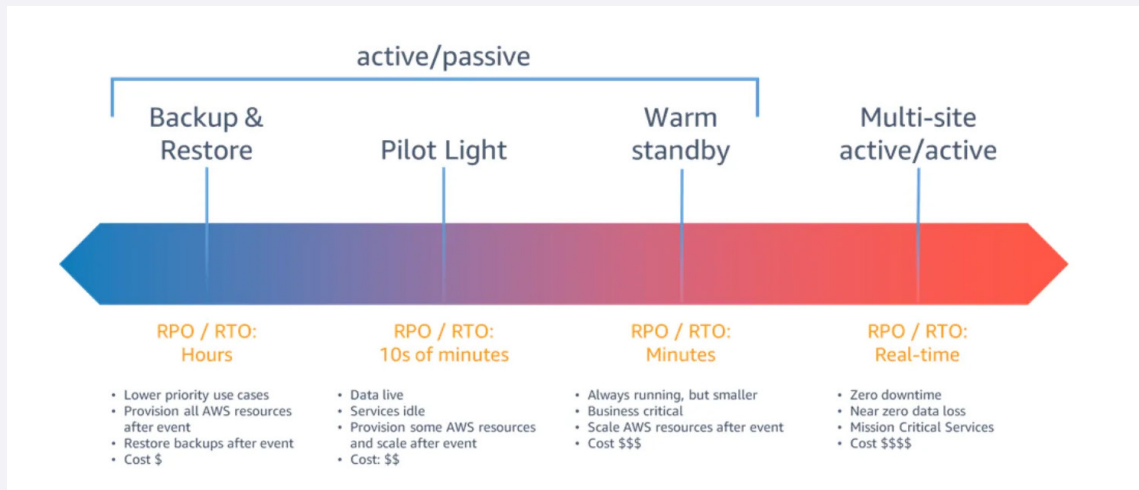 active/passive
Backup &
Restore
Pilot Light
Warm
standby
Multi-site
active/active
RPO / RTO:
Hours
RPO / RTO:
10s of minutes
RPO / RTO:
Minutes
RPO / RTO:
Real-time
• Lower priority use cases
• Provision all AWS resources
after event
• Restore backups after event
• Cost $
• Data live
• Services idle
• Provision some AWS resources
and scale after event
• Cost: $$
• Always running, but smaller
• Business critical
• Scale AWS resources after event
• Cost $$$
• Zero downtime
• Near zero data loss
• Mission Critical Services
• Cost $$$$